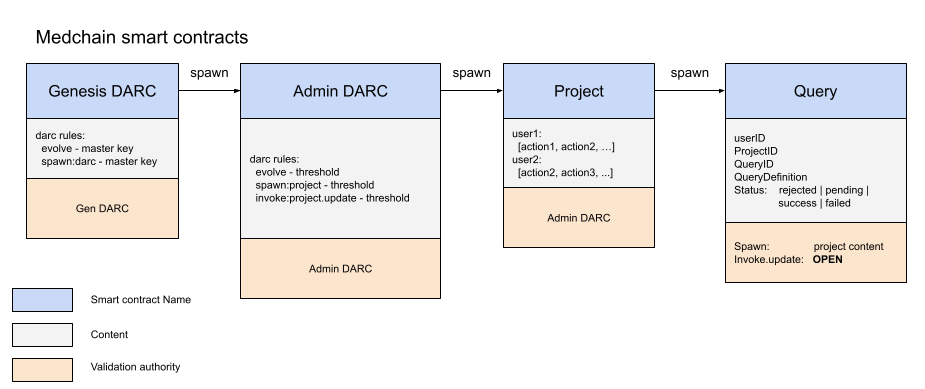 Medchain smart contracts
spawn
spawn
spawn
Genesis DARC
Admin DARC
Project
Query
darc rules:
evolve - master key
spawn:darc - master key
Gen DARC
darc rules:
evolve - threshold
spawn:project - threshold
invoke:project.update - threshold
Admin DARC
user1:
[action1, action2, …]
user2:
[action2, action3, ...]
Admin DARC
userID
ProjectID
QueryID
QueryDefinition
Status: rejected | pending |
success | failed
Spawn: project content
Invoke.update: OPEN
Smart contract Name
Content
Validation authority